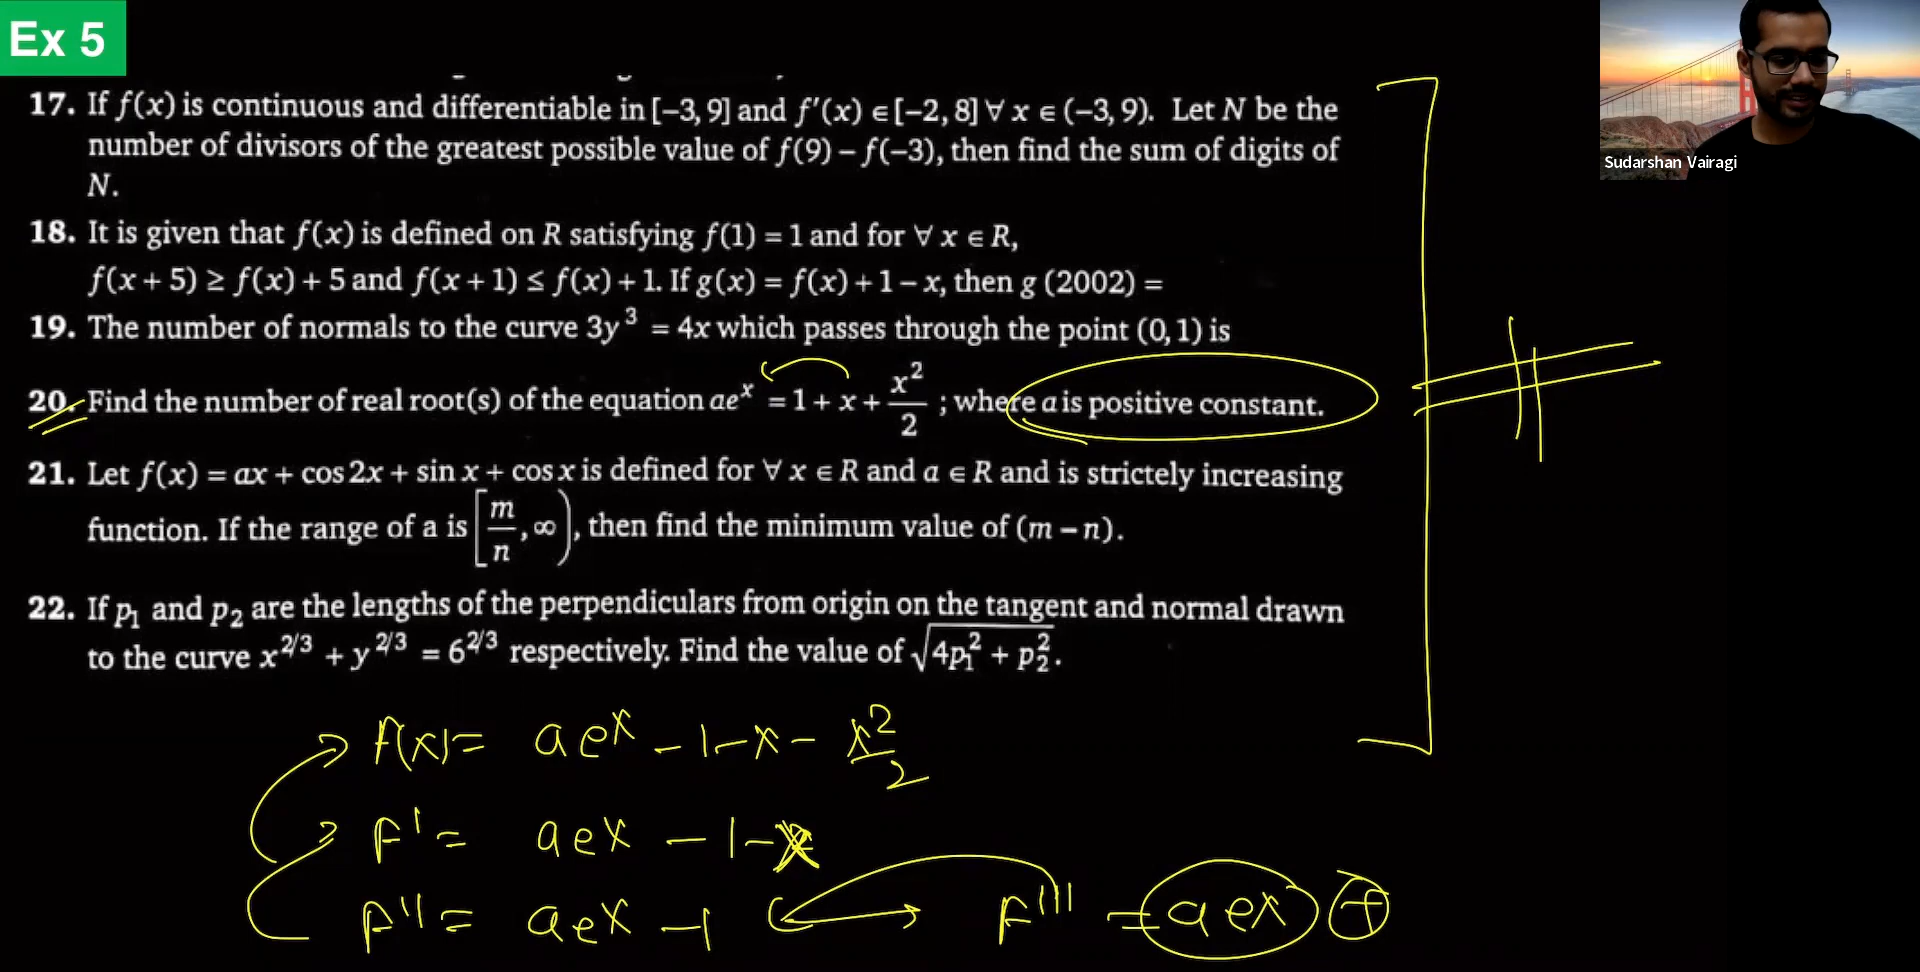 Ex 5
Sudarshan Vairagi
17. If f(x) is continuous and differentiable in [−3, 9] and f′(x) ∈ [−2, 8] ∀ x ∈ (−3, 9). Let N be the
number of divisors of the greatest possible value of f(9) − f(−3), then find the sum of digits of
N.
18. It is given that f(x) is defined on R satisfying f(1) = 1 and for ∀ x ∈ R,
f(x + 5) ≥ f(x) + 5 and f(x + 1) ≤ f(x) + 1. If g(x) = f(x) + 1 − x, then g (2002) =
19. The number of normals to the curve 3y³ = 4x which passes through the point (0, 1) is
20. Find the number of real root(s) of the equation aeˣ = 1 + x + x²/2 ; where a is positive constant.
21. Let f(x) = ax + cos 2x + sin x + cos x is defined for ∀ x ∈ R and a ∈ R and is strictely increasing
function. If the range of a is [m/n, ∞), then find the minimum value of (m − n).
22. If p₁ and p₂ are the lengths of the perpendiculars from origin on the tangent and normal drawn
to the curve x^2/3 + y^2/3 = 6^2/3 respectively. Find the value of √(4p₁² + p₂²).
f(x) = aeˣ − 1 − x − x²/2
F' = aeˣ − 1 − x
F'' = aeˣ − 1 F''' = aeˣ +